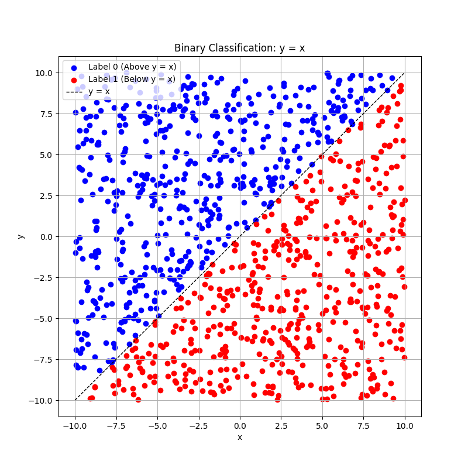 Binary Classification: y = x
Label 0 (Above y = x)
Label 1 (Below y = x)
y = x
10.0
7.5
5.0
2.5
0.0
−2.5
−5.0
−7.5
−10.0
y
−10.0 −7.5 −5.0 −2.5 0.0 2.5 5.0 7.5 10.0
x